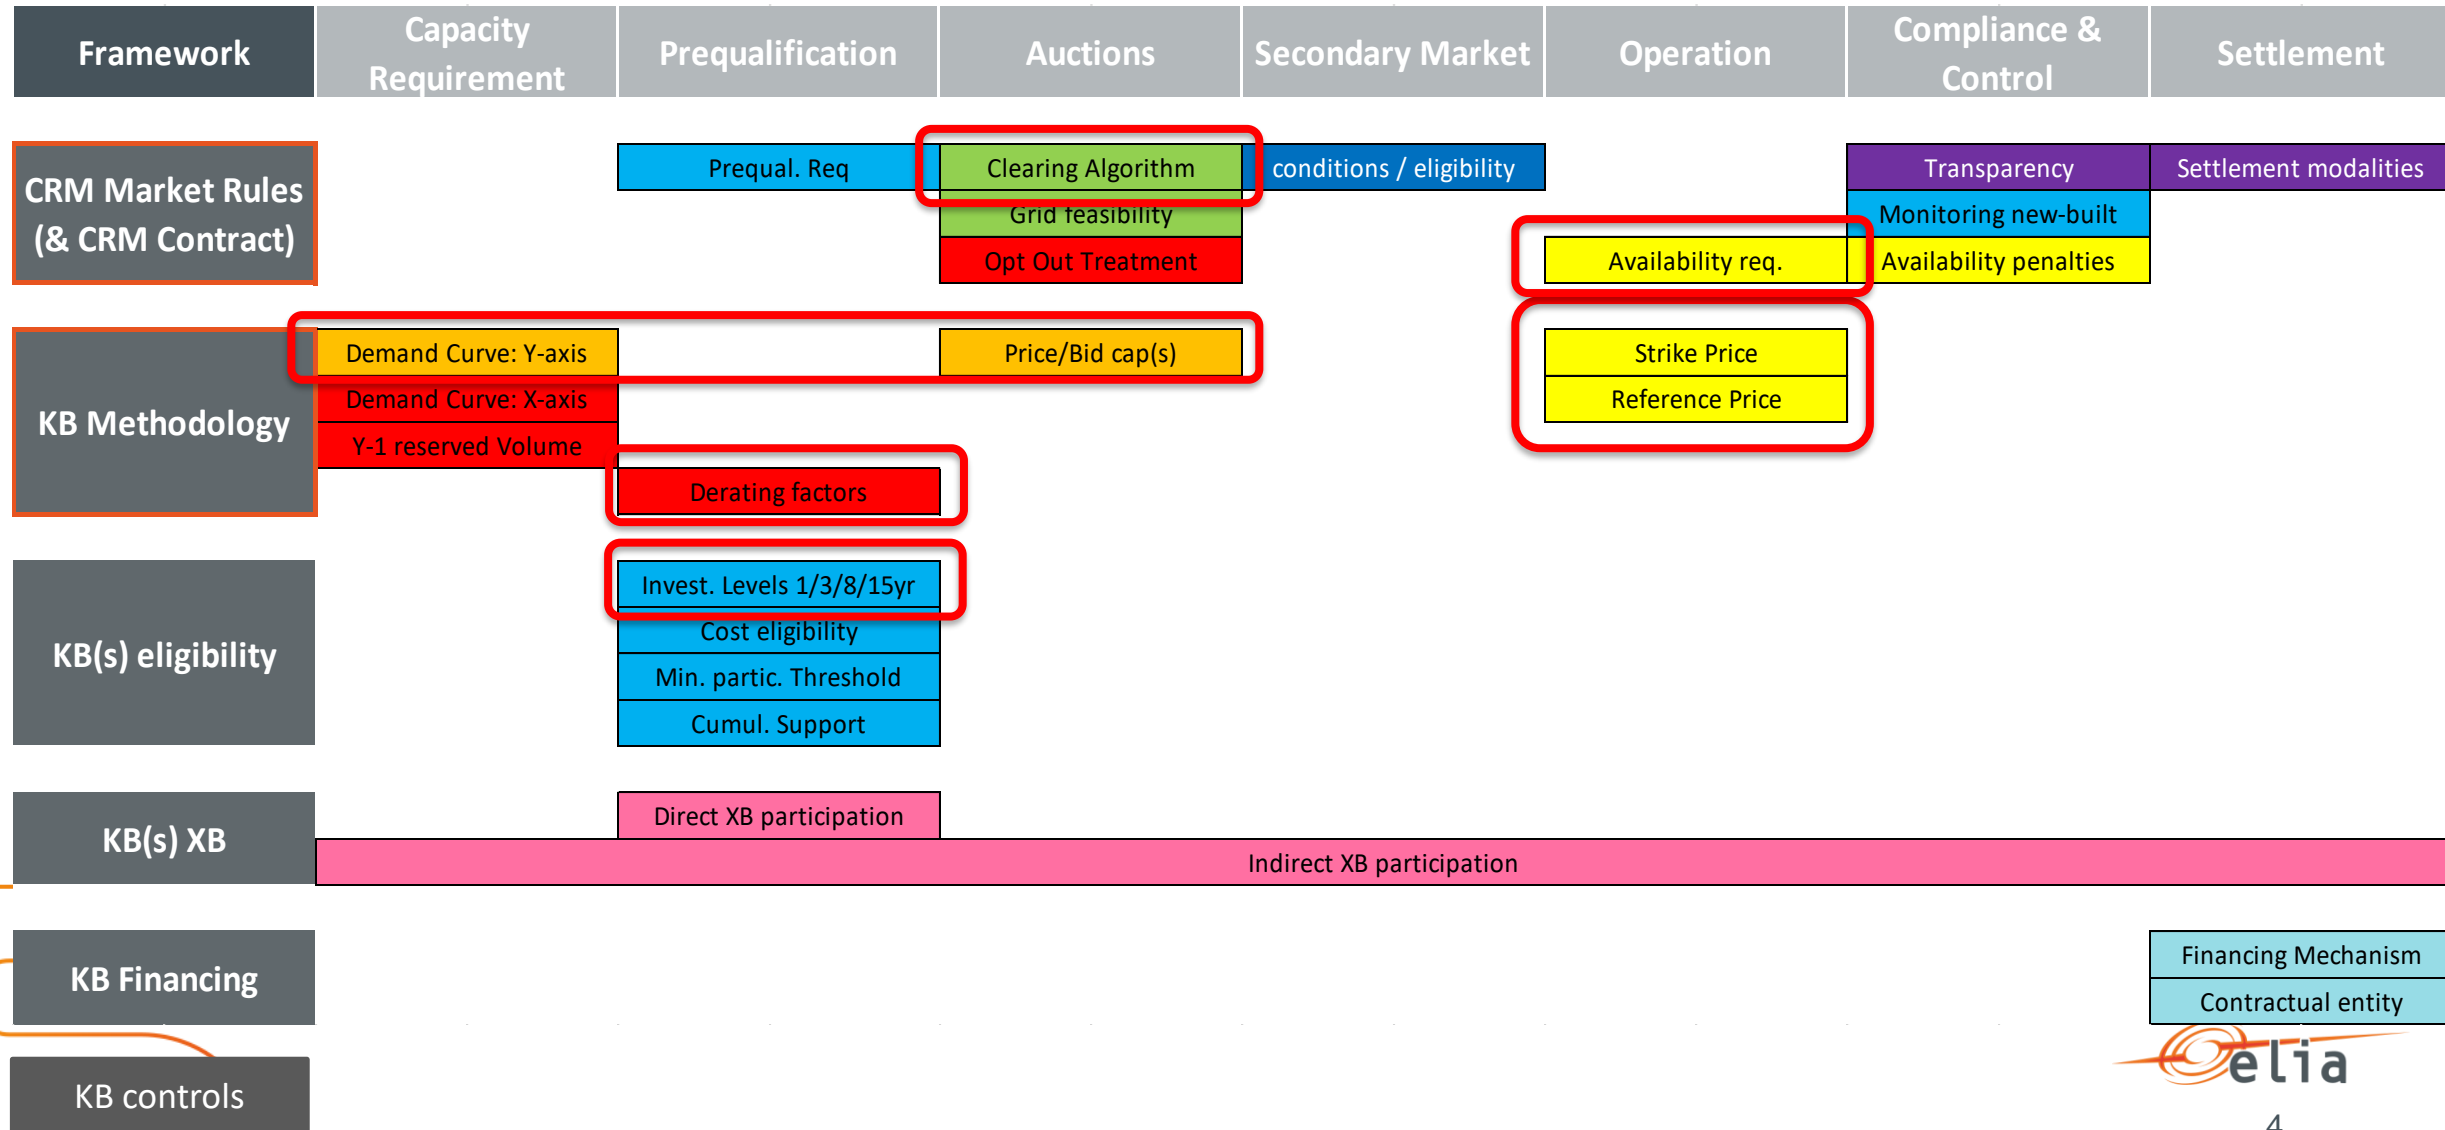 Framework
Capacity
Requirement
Prequalification
Auctions
Secondary Market
Operation
Compliance &
Control
Settlement
CRM Market Rules
(& CRM Contract)
Prequal. Req
Clearing Algorithm
conditions / eligibility
Transparency
Settlement modalities
Grid feasibility
Monitoring new-built
Opt Out Treatment
Availability req.
Availability penalties
KB Methodology
Demand Curve: Y-axis
Price/Bid cap(s)
Strike Price
Demand Curve: X-axis
Reference Price
Y-1 reserved Volume
Derating factors
KB(s) eligibility
Invest. Levels 1/3/8/15yr
Cost eligibility
Min. partic. Threshold
Cumul. Support
KB(s) XB
Direct XB participation
Indirect XB participation
KB Financing
Financing Mechanism
Contractual entity
KB controls
elia
4